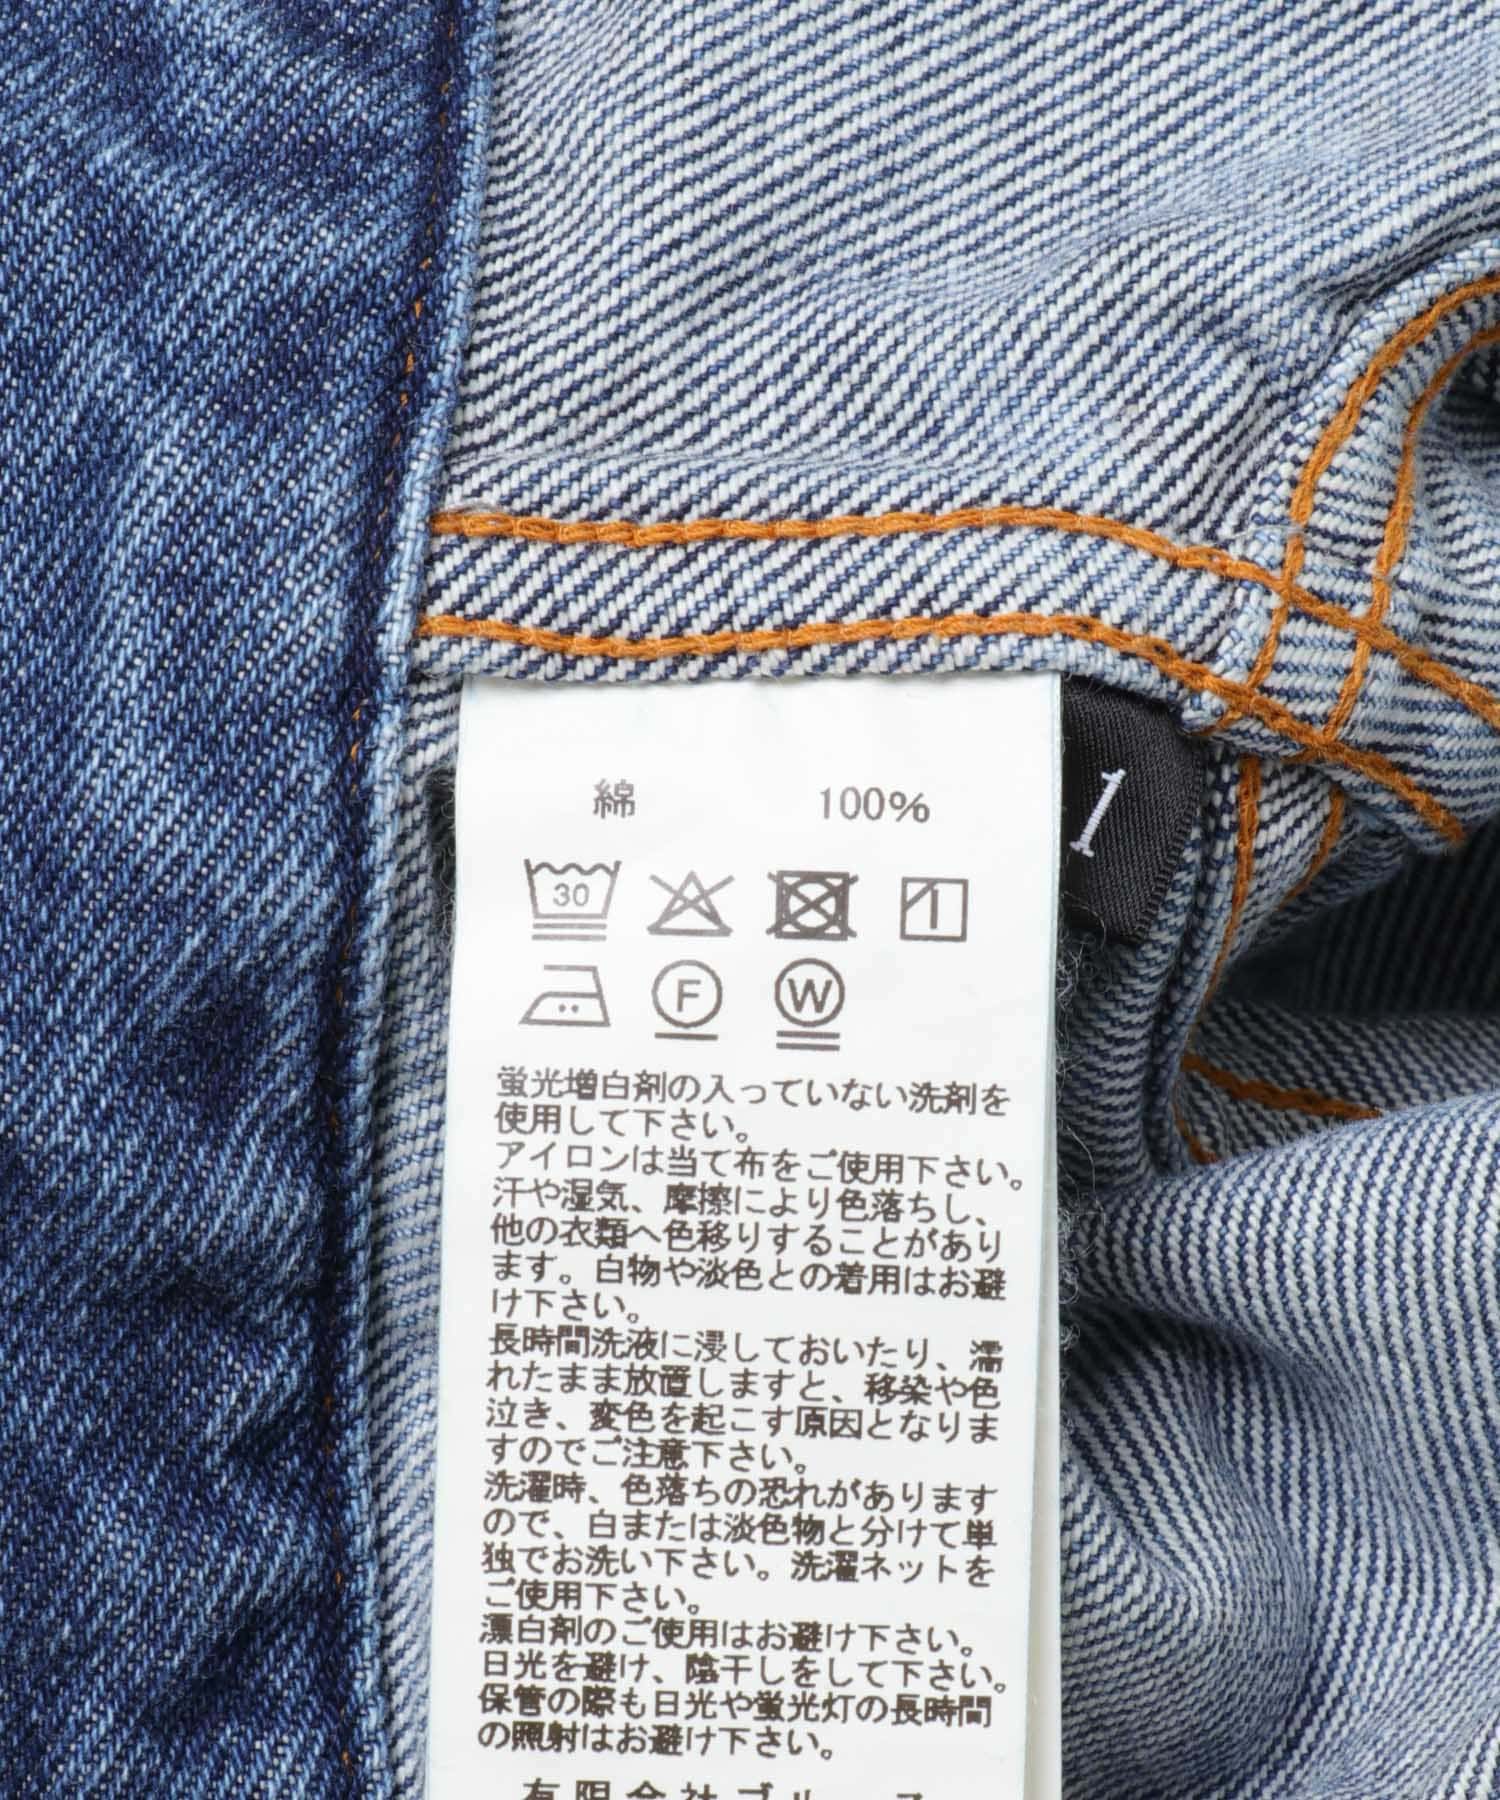 綿 100%
1
30
F W
蛍光増白剤の入っていない洗剤を
使用して下さい。
アイロンは当て布をご使用下さい。
汗や湿気、摩擦により色落ちし、
他の衣類へ色移りすることがあり
ます。白物や淡色との着用はお避
け下さい。
長時間洗液に浸しておいたり、濡
れたまま放置しますと、移染や色
泣き、変色を起こす原因となりま
すのでご注意下さい。
洗濯時、色落ちの恐れがあります
ので、白または淡色物と分けて単
独でお洗い下さい。洗濯ネットを
ご使用下さい。
漂白剤のご使用はお避け下さい。
日光を避け、陰干しをして下さい。
保管の際も日光や蛍光灯の長時間
の照射はお避け下さい。
有限会社